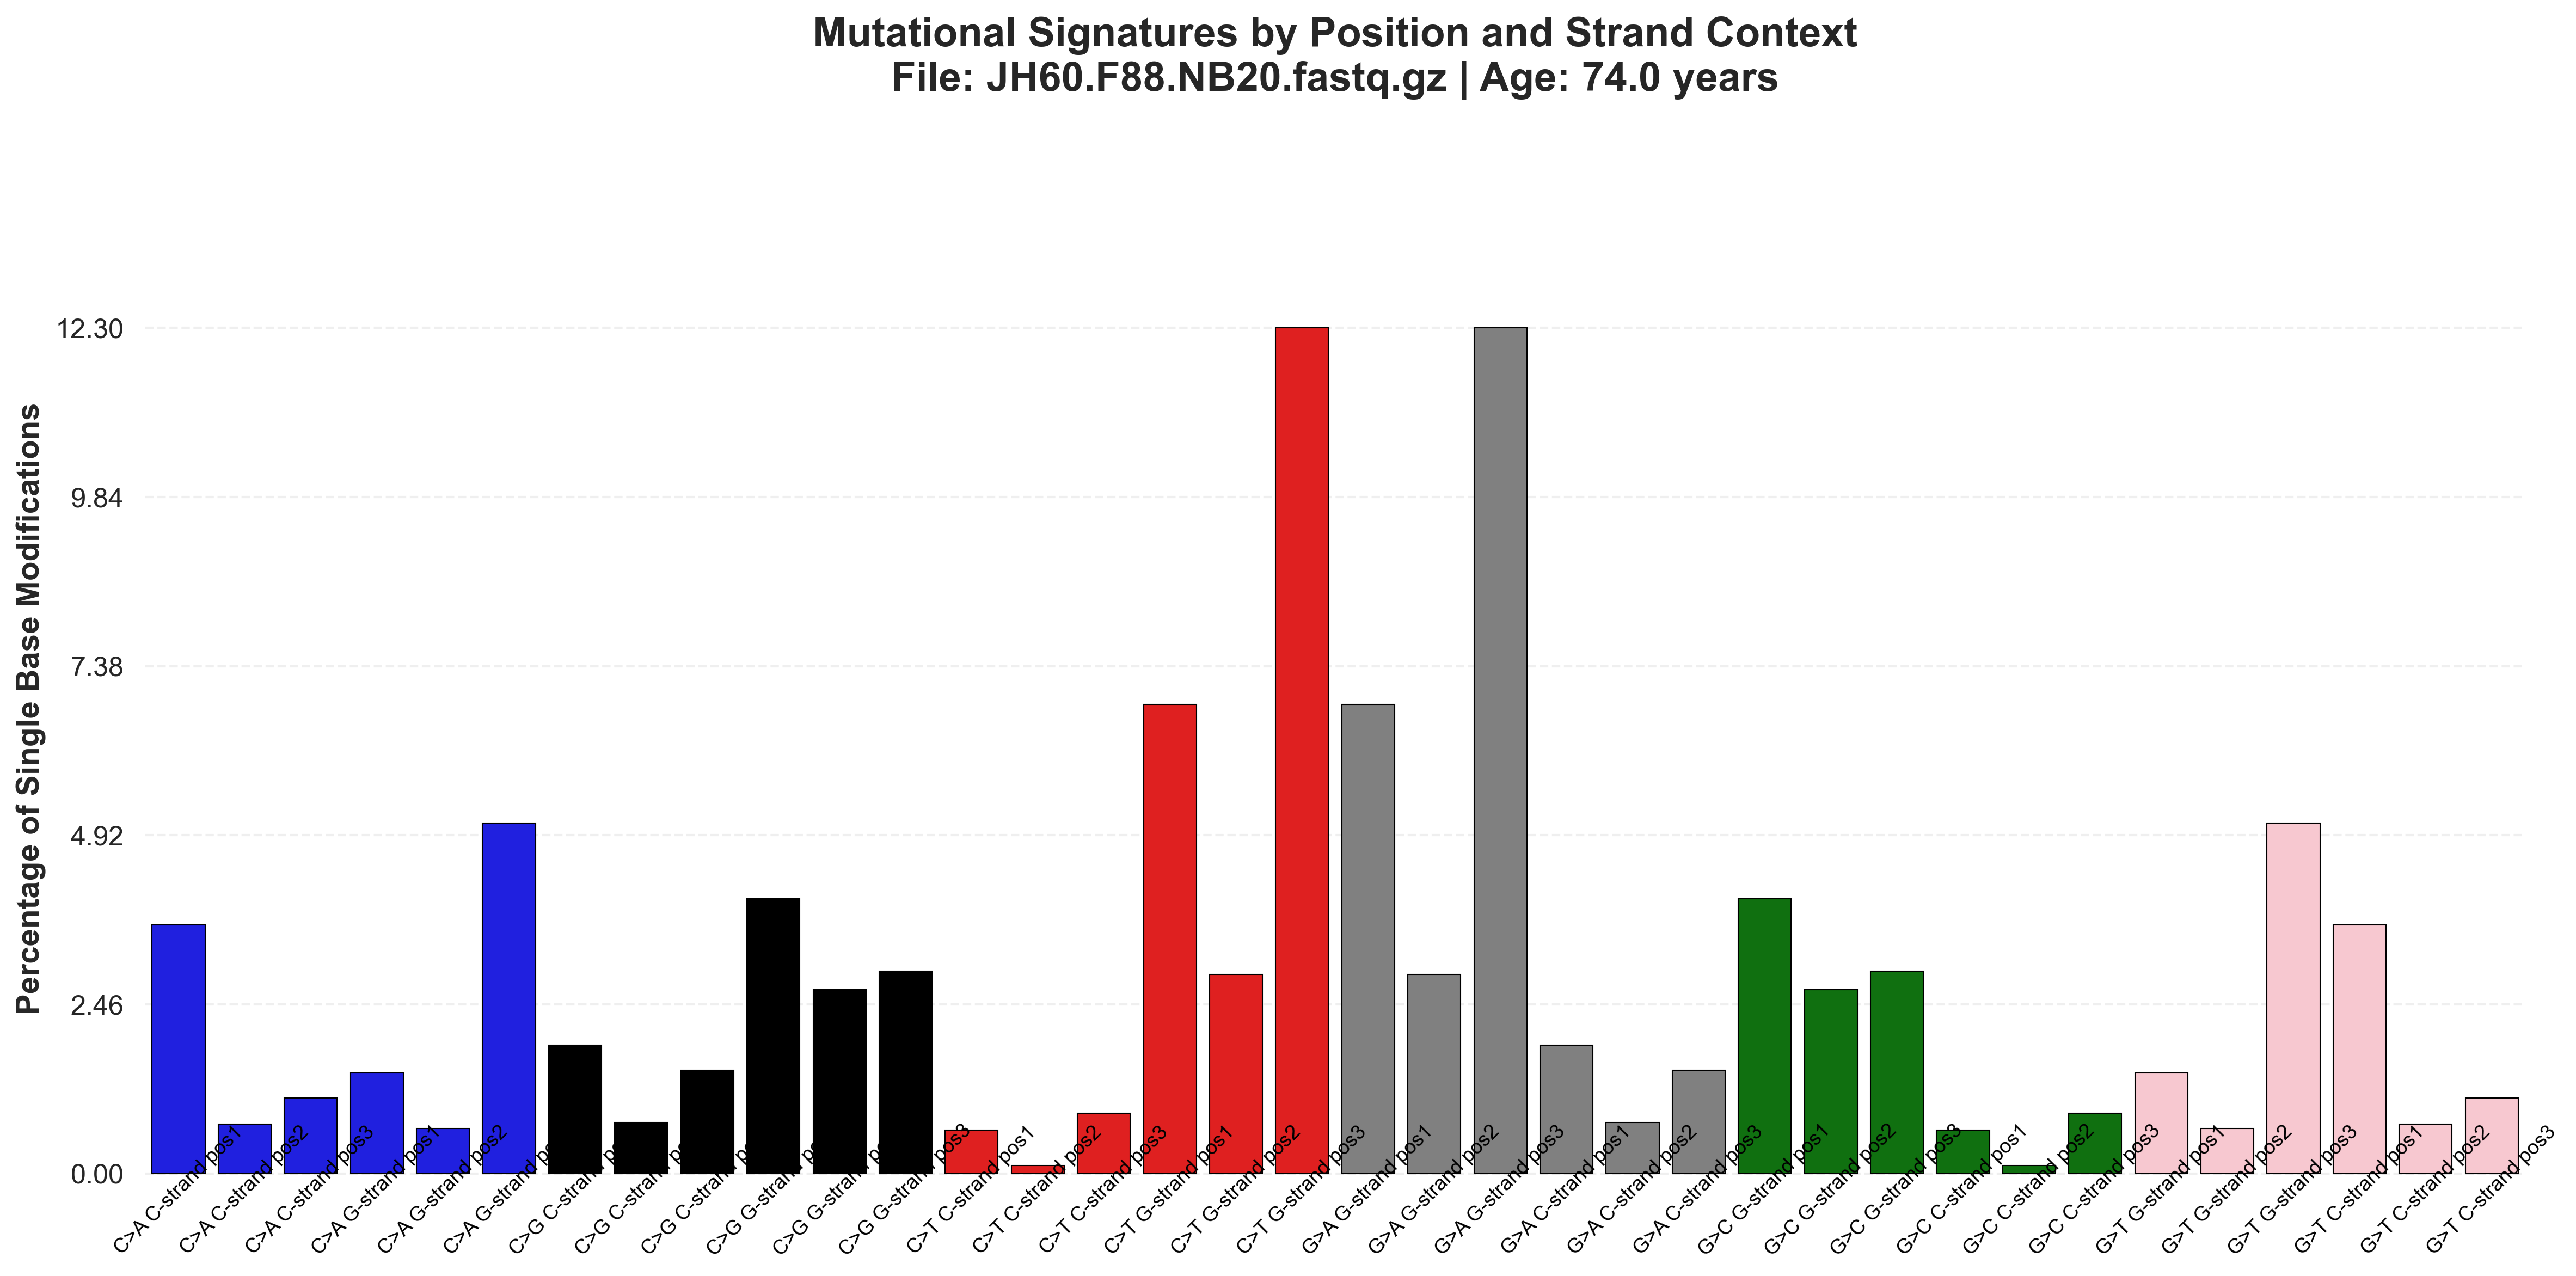 Mutational Signatures by Position and Strand Context
File: JH60.F88.NB20.fastq.gz | Age: 74.0 years
Percentage of Single Base Modifications
12.30
9.84
7.38
4.92
2.46
0.00
C>A C-strand pos1
C>A C-strand pos2
C>A C-strand pos3
C>A G-strand pos1
C>A G-strand pos2
C>A G-strand
C>G C-strand
C>G C-strand
C>G C-strand
C>G G-strand
C>G G-strand
C>G G-strand pos3
C>T C-strand pos1
C>T C-strand pos2
C>T C-strand pos3
C>T G-strand pos1
C>T G-strand pos2
C>T G-strand pos3
G>A G-strand pos1
G>A G-strand pos2
G>A G-strand pos3
G>A C-strand pos1
G>A C-strand pos2
G>A C-strand pos3
G>C G-strand pos1
G>C G-strand pos2
G>C G-strand pos3
G>C C-strand pos1
G>C C-strand pos2
G>C C-strand pos3
G>T G-strand pos1
G>T G-strand pos2
G>T G-strand pos3
G>T C-strand pos1
G>T C-strand pos2
G>T C-strand pos3